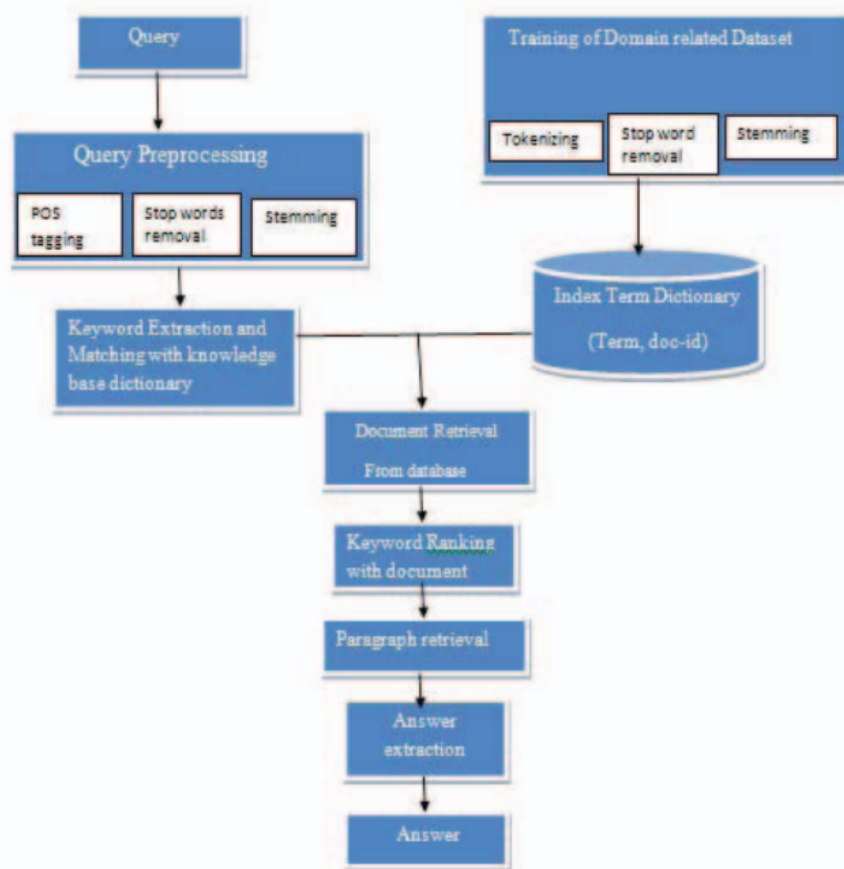 Query
Training of Domain related Dataset
Tokenizing
Stop word
removal
Stemming
Query Preprocessing
POS
tagging
Stop words
removal
Stemming
Index Term Dictionary
(Term, doc-id)
Keyword Extraction and
Matching with knowledge
base dictionary
Document Retrieval
From database
Keyword Ranking
with document
Paragraph retrieval
Answer
extraction
Answer